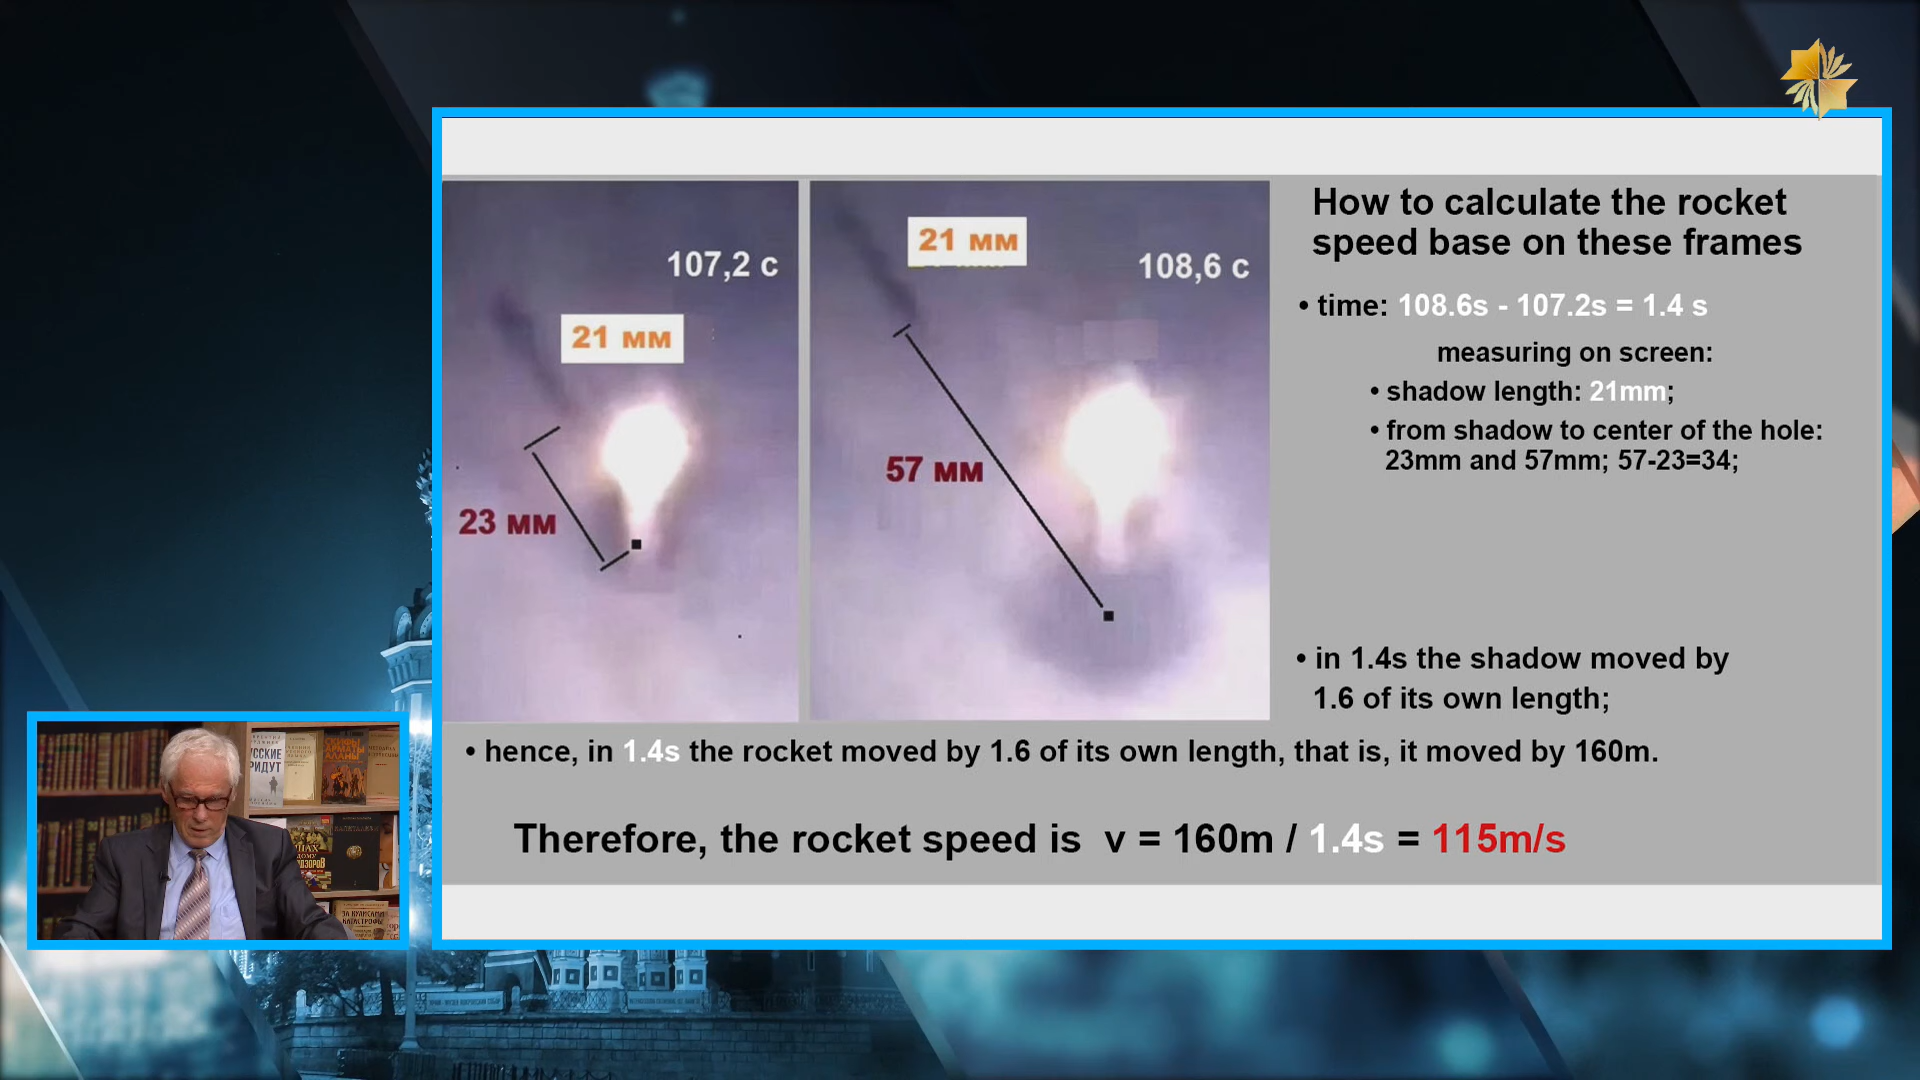 21 мм
107,2 с
23 мм
21 мм
108,6 с
57 мм
How to calculate the rocket
speed base on these frames
• time: 108.6s - 107.2s = 1.4 s
measuring on screen:
• shadow length: 21mm;
• from shadow to center of the hole:
23mm and 57mm; 57-23=34;
• in 1.4s the shadow moved by
1.6 of its own length;
• hence, in 1.4s the rocket moved by 1.6 of its own length, that is, it moved by 160m.
Therefore, the rocket speed is v = 160m / 1.4s = 115m/s
ЗА КУЛИСАМИ
КАТАСТРОФЫ